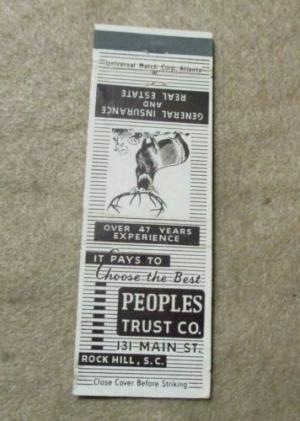 Universal Match Corp., Atlanta
GENERAL INSURANCE
AND
REAL ESTATE
OVER 47 YEARS
EXPERIENCE
IT PAYS TO
Choose the Best
PEOPLES
TRUST CO.
131 MAIN ST.
ROCK HILL, S.C.
Close Cover Before Striking